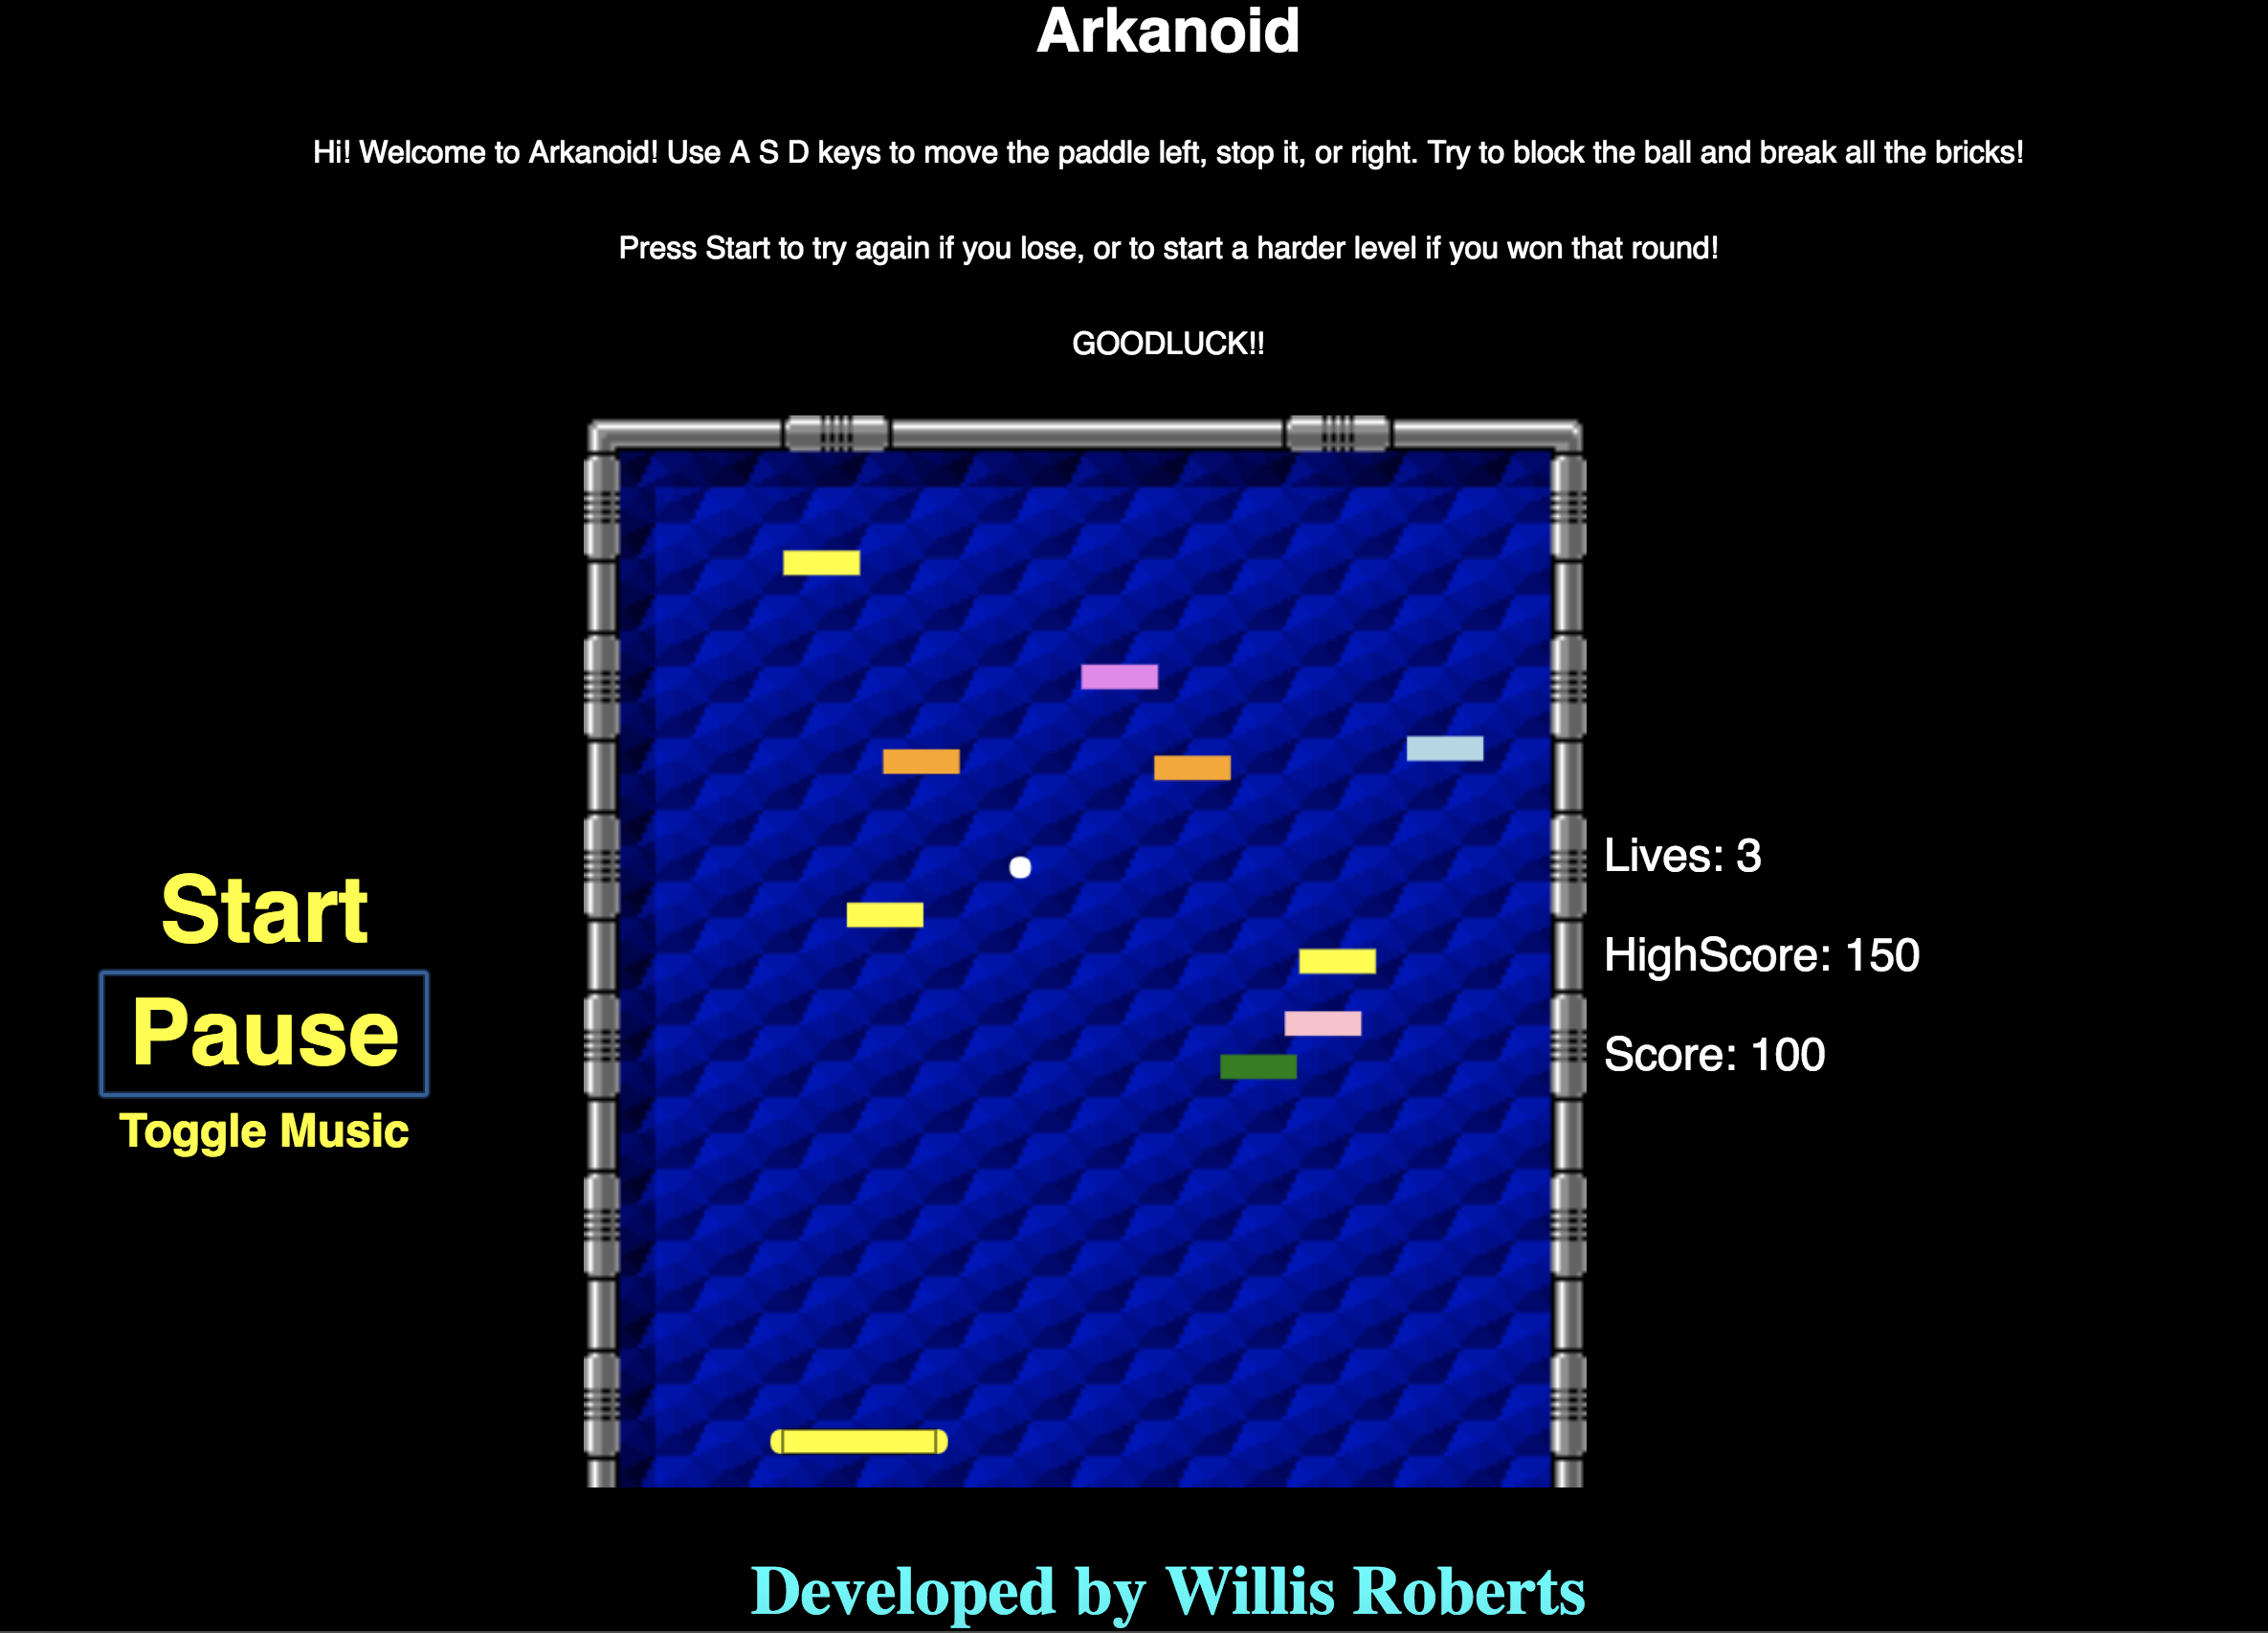 Arkanoid
Hi! Welcome to Arkanoid! Use A S D keys to move the paddle left, stop it, or right. Try to block the ball and break all the bricks!
Press Start to try again if you lose, or to start a harder level if you won that round!
GOODLUCK!!
Start
Pause
Toggle Music
Lives: 3
HighScore: 150
Score: 100
Developed by Willis Roberts